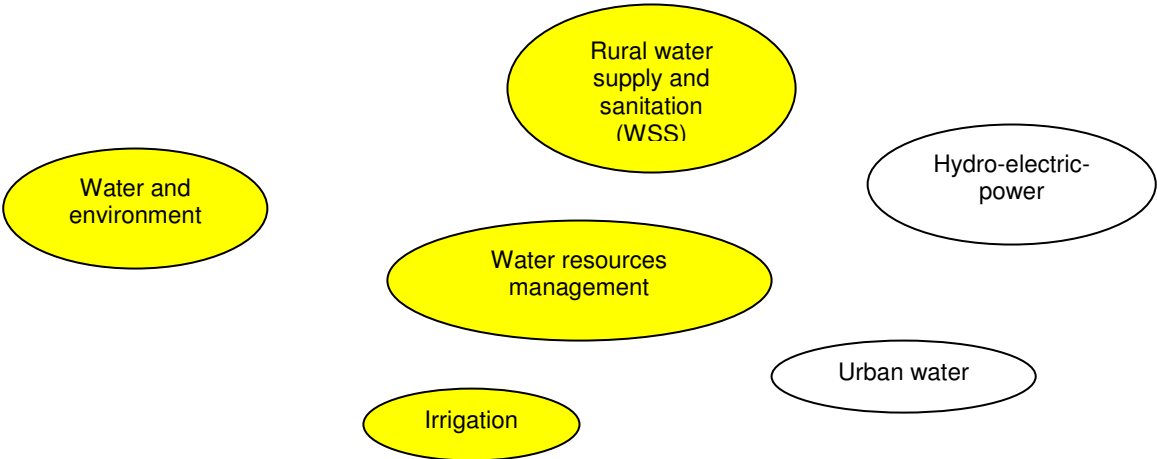 Rural water
supply and
sanitation
(WSS)
Hydro-electric-
power
Water and
environment
Water resources
management
Urban water
Irrigation